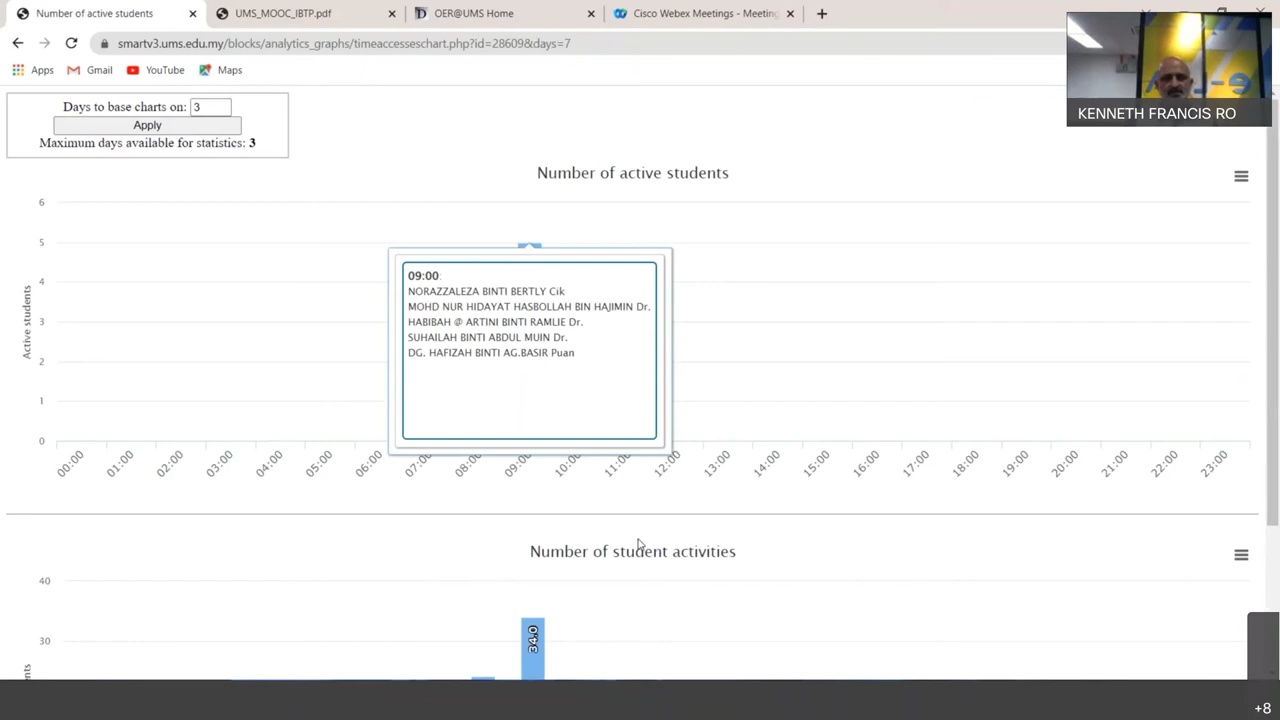 Number of active students
UMS_MOOC_IBTP.pdf
OER@UMS Home
Cisco Webex Meetings - Meeting
smartv3.ums.edu.my/blocks/analytics_graphs/timeaccesseschart.php?id=28609&days=7
Apps
Gmail
YouTube
Maps
KENNETH FRANCIS RO
Days to base charts on: 3
Apply
Maximum days available for statistics: 3
Number of active students
6
5
4
3
2
1
0
Active students
09:00:
NORAZZALEZA BINTI BERTLY Cik
MOHD NUR HIDAYAT HASBOLLAH BIN HAJIMIN Dr.
HABIBAH @ ARTINI BINTI RAMLIE Dr.
SUHAILAH BINTI ABDUL MUIN Dr.
DG. HAFIZAH BINTI AG.BASIR Puan
00:00 01:00 02:00 03:00 04:00 05:00 06:00 07:00 08:00 09:00 10:00 11:00 12:00 13:00 14:00 15:00 16:00 17:00 18:00 19:00 20:00 21:00 22:00 23:00
Number of student activities
40
30
34.0
+8